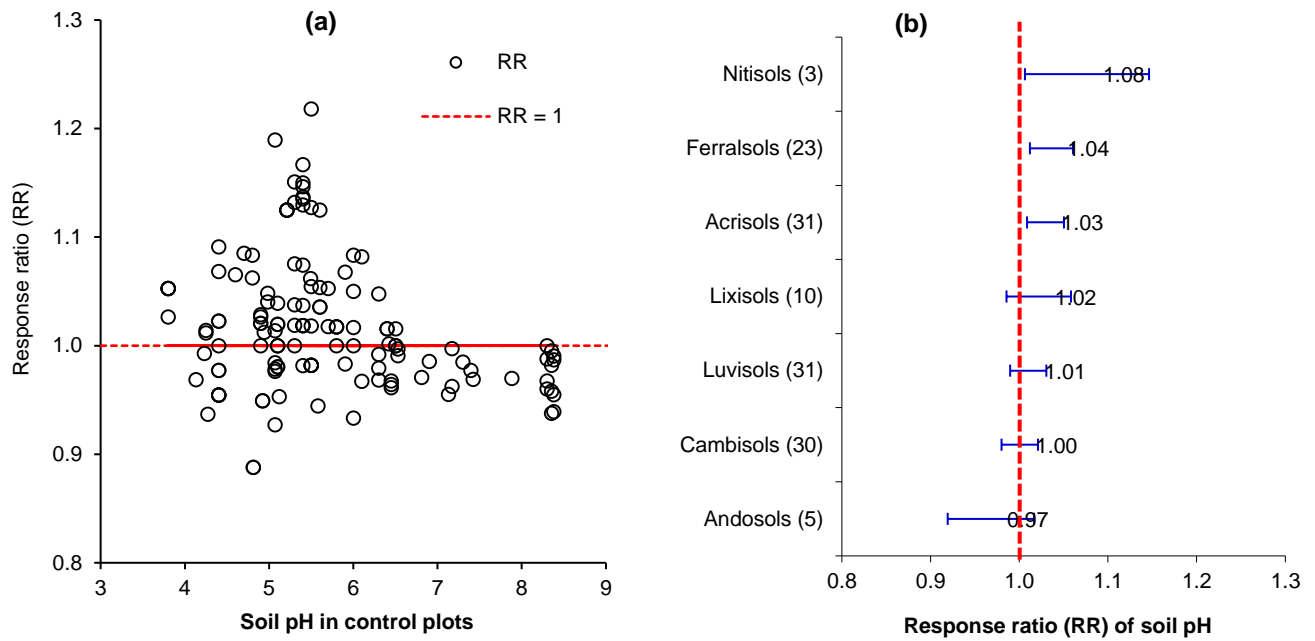 (a)
RR
RR = 1
1.3
1.2
1.1
1.0
0.9
0.8
3 4 5 6 7 8 9
Response ratio (RR)
Soil pH in control plots
(b)
Nitisols (3) 1.08
Ferralsols (23) 1.04
Acrisols (31) 1.03
Lixisols (10) 1.02
Luvisols (31) 1.01
Cambisols (30) 1.00
Andosols (5) 0.97
0.8 0.9 1.0 1.1 1.2 1.3
Response ratio (RR) of soil pH